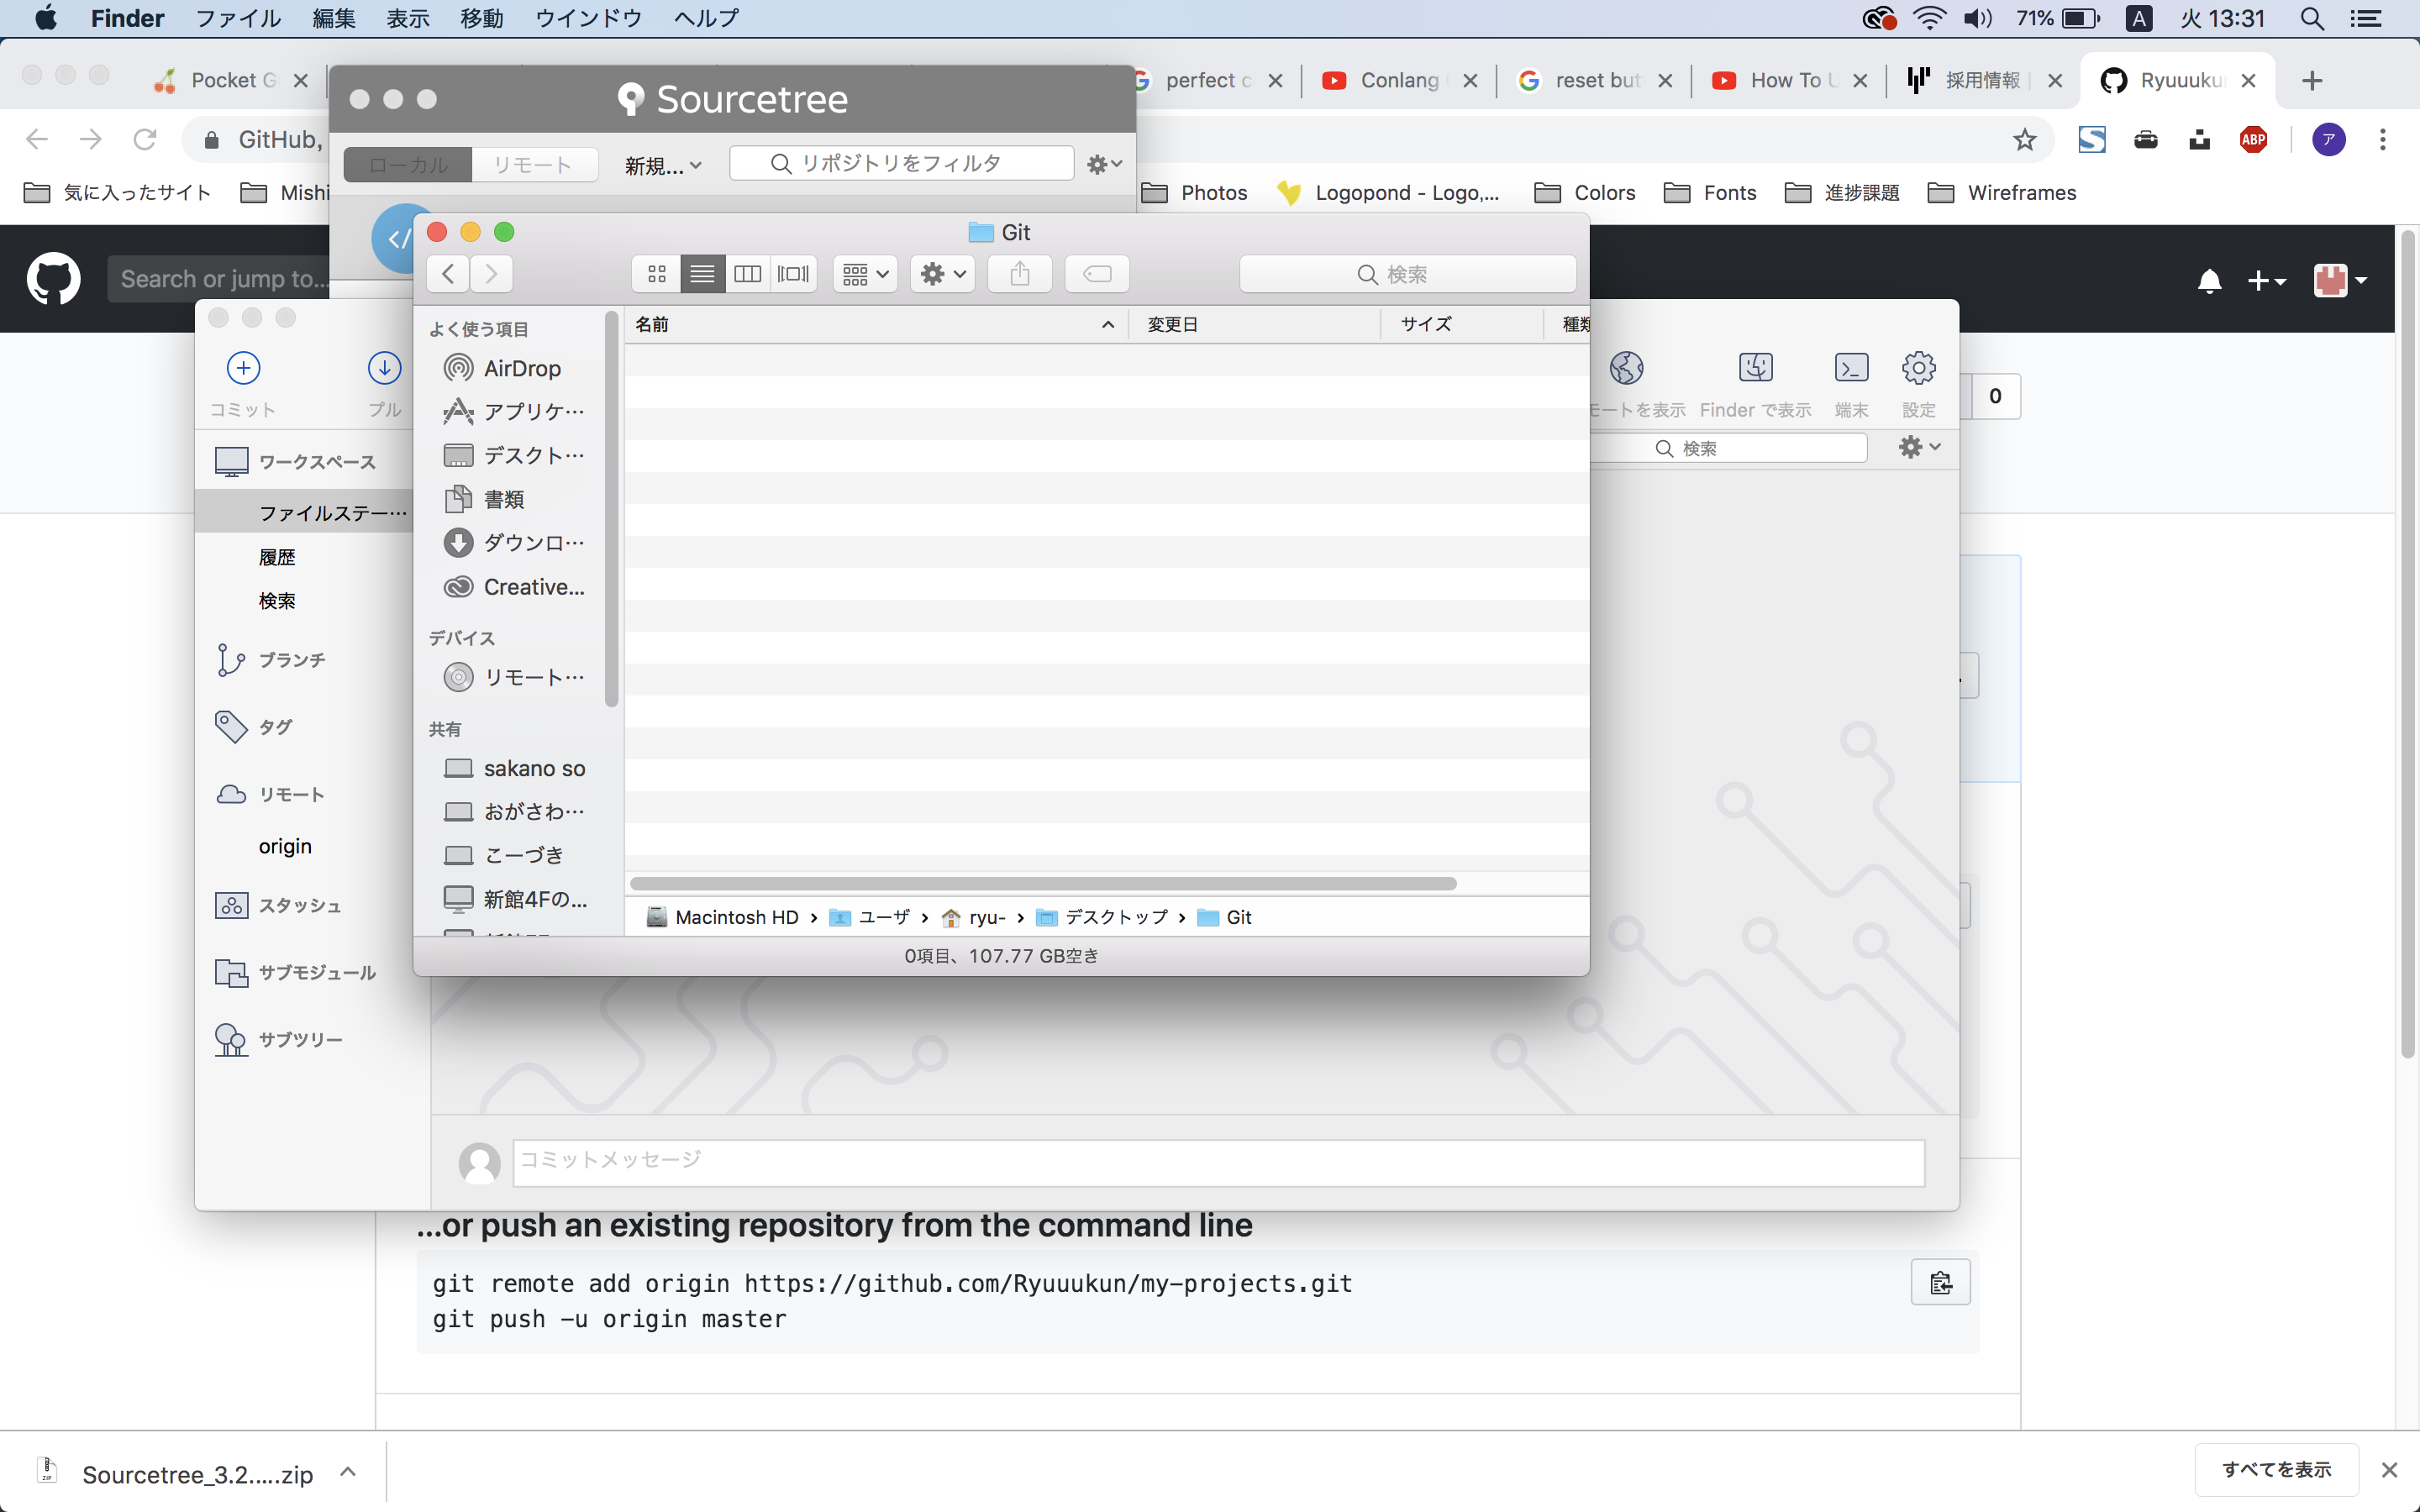 Finder ファイル 編集 表示 移動 ウインドウ ヘルプ 71% A 火 13:31
Pocket G
perfect c
Conlang
reset but
How To U
採用情報
Ryuuuku
Sourcetree
GitHub,
ローカル リモート 新規... リポジトリをフィルタ
ABP ア
気に入ったサイト Mishi Photos Logopond - Logo,... Colors Fonts 進捗課題 Wireframes
Search or jump to...
Git
検索
名前 変更日 サイズ
よく使う項目
AirDrop
アプリケ…
デスクト…
書類
ダウンロ…
Creative...
デバイス
リモート…
共有
sakano so
おがさわ…
こーづき
新館4Fの...
Macintosh HD › ユーザ › ryu- › デスクトップ › Git
0項目、107.77 GB空き
コミット プル
モートを表示 Finder で表示 端末 設定
0
検索
ワークスペース
ファイルステー…
履歴
検索
ブランチ
タグ
リモート
origin
スタッシュ
サブモジュール
サブツリー
コミットメッセージ
...or push an existing repository from the command line
git remote add origin https://github.com/Ryuuukun/my-projects.git
git push -u origin master
ZIP
Sourcetree_3.2.....zip
すべてを表示